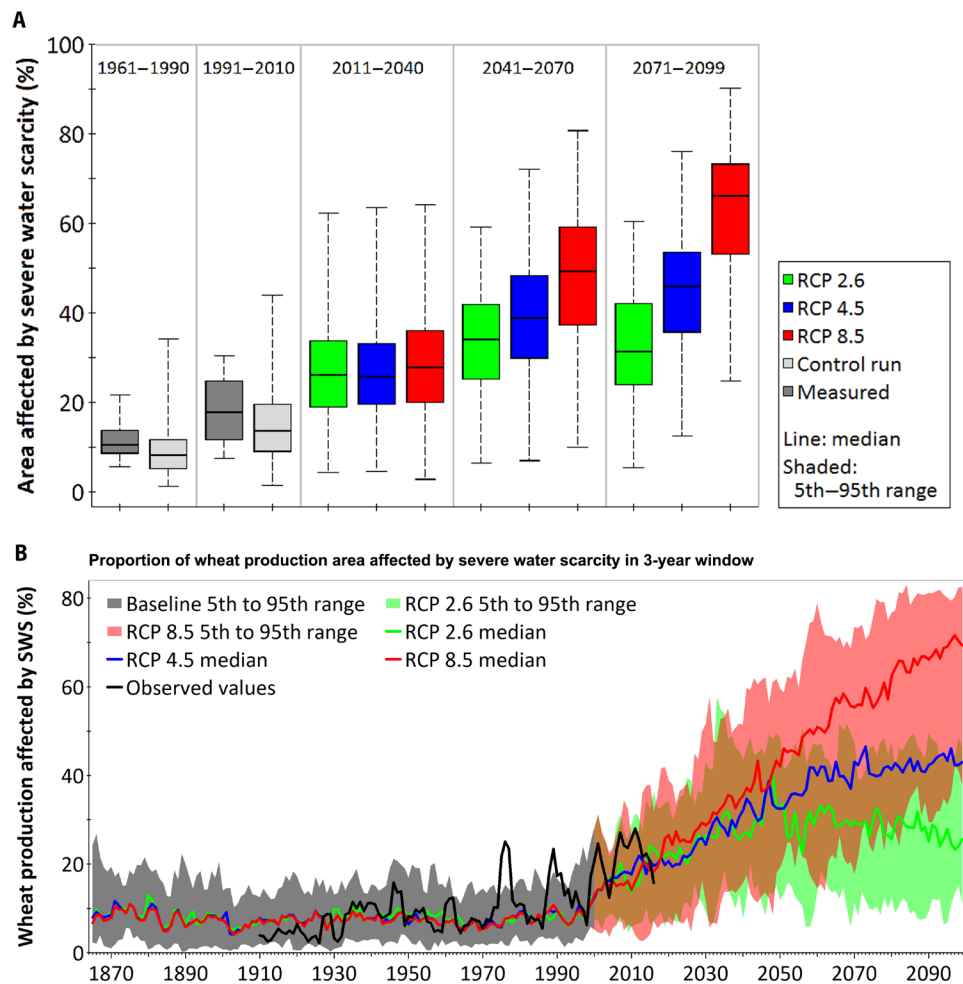 A
Area affected by severe water scarcity (%)
100
80
60
40
20
0
1961–1990
1991–2010
2011–2040
2041–2070
2071–2099
RCP 2.6
RCP 4.5
RCP 8.5
Control run
Measured
Line: median
Shaded:
5th–95th range
B
Proportion of wheat production area affected by severe water scarcity in 3-year window
Wheat production affected by SWS (%)
80
60
40
20
0
Baseline 5th to 95th range
RCP 2.6 5th to 95th range
RCP 8.5 5th to 95th range
RCP 2.6 median
RCP 4.5 median
RCP 8.5 median
Observed values
1870 1890 1910 1930 1950 1970 1990 2010 2030 2050 2070 2090